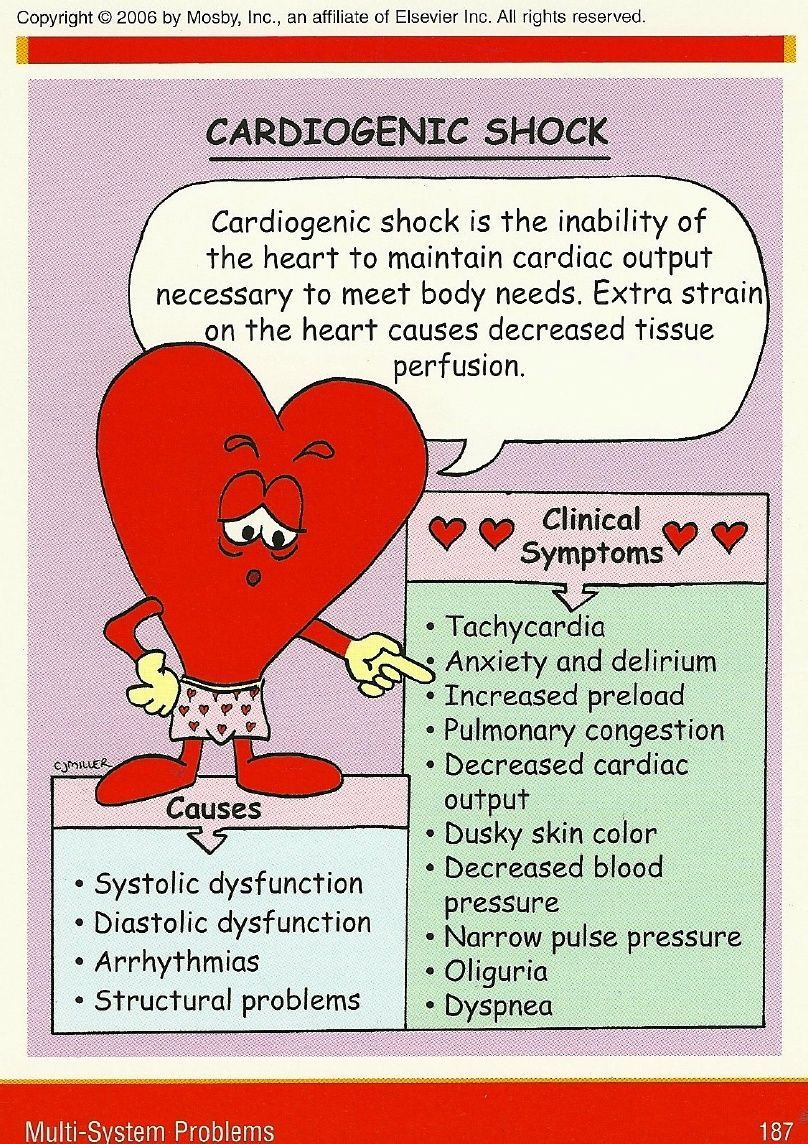 Copyright © 2006 by Mosby, Inc., an affiliate of Elsevier Inc. All rights reserved.
CARDIOGENIC SHOCK
Cardiogenic shock is the inability of
the heart to maintain cardiac output
necessary to meet body needs. Extra strain
on the heart causes decreased tissue
perfusion.
Clinical
Symptoms
• Tachycardia
• Anxiety and delirium
• Increased preload
• Pulmonary congestion
• Decreased cardiac
output
• Dusky skin color
• Decreased blood
pressure
• Narrow pulse pressure
• Oliguria
• Dyspnea
CJMILLER
Causes
• Systolic dysfunction
• Diastolic dysfunction
• Arrhythmias
• Structural problems
Multi-System Problems
187